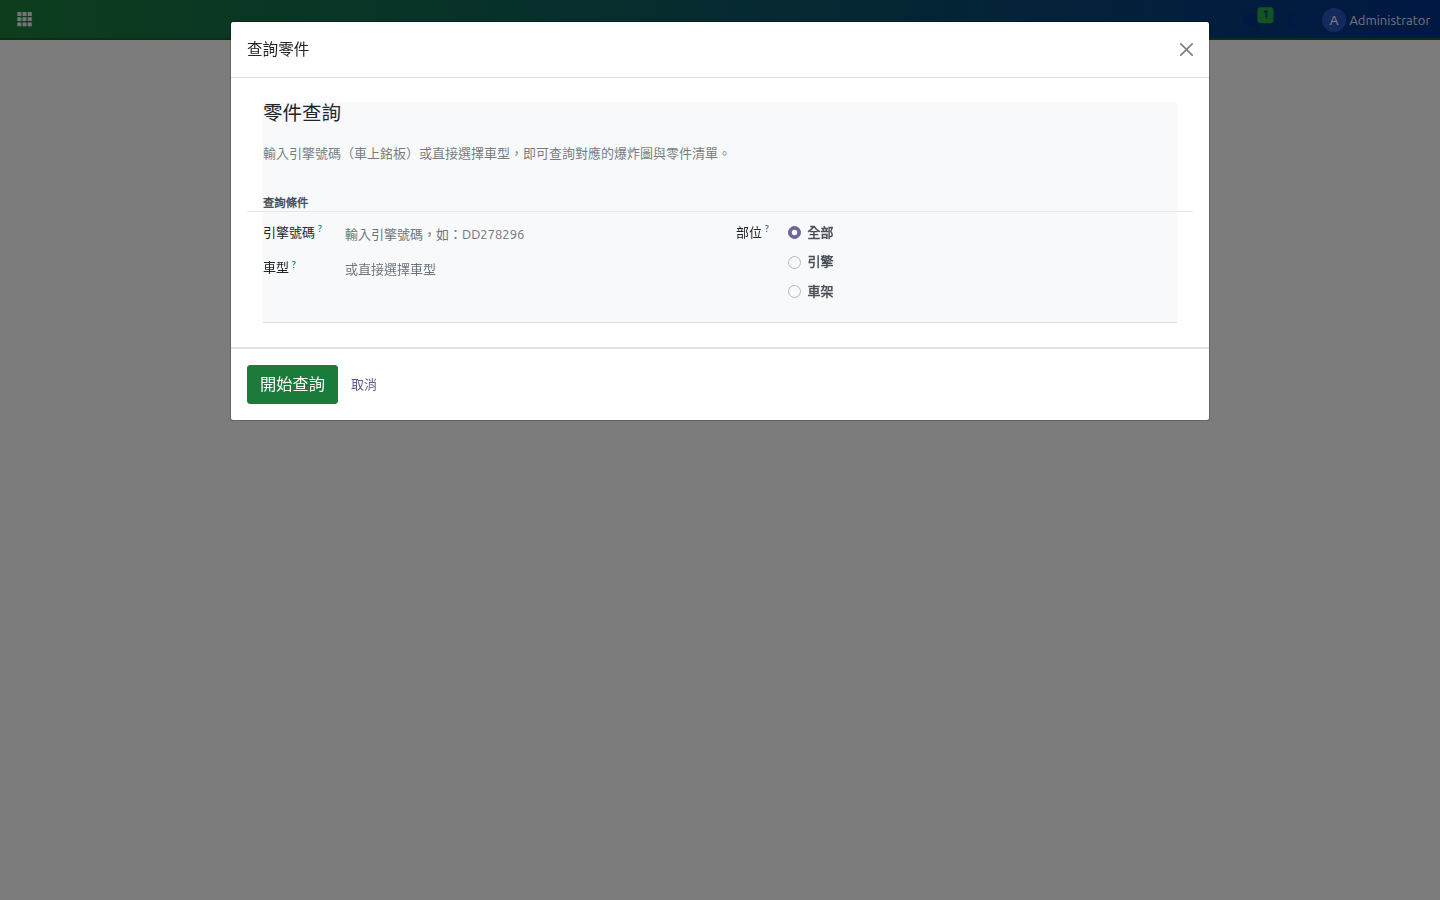 1
A Administrator
查詢零件
零件查詢
輸入引擎號碼（車上銘板）或直接選擇車型，即可查詢對應的爆炸圖與零件清單。
查詢條件
引擎號碼 ? 輸入引擎號碼，如：DD278296
車型 ? 或直接選擇車型
部位 ? 全部
引擎
車架
開始查詢 取消